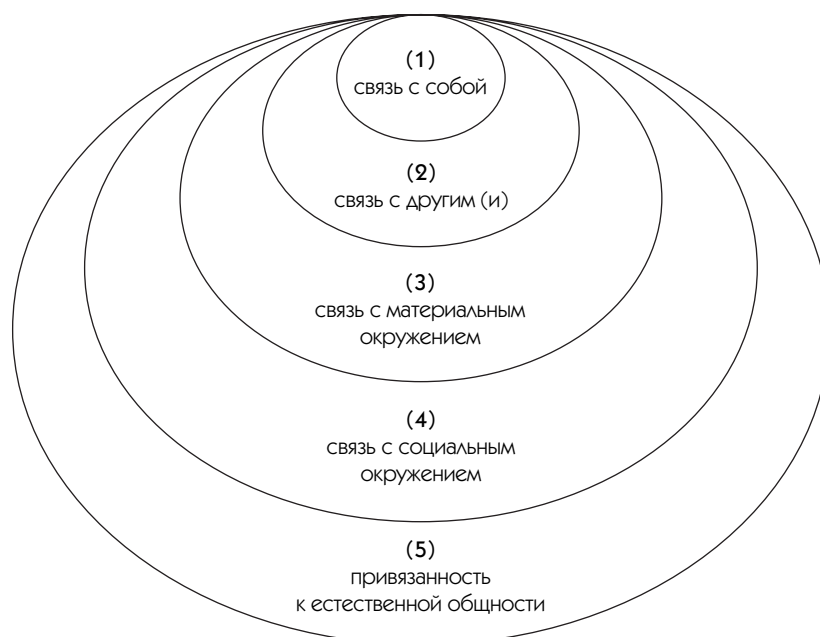 (1)
связь с собой
(2)
связь с другим (и)
(3)
связь с материальным
окружением
(4)
связь с социальным
окружением
(5)
привязанность
к естественной общности